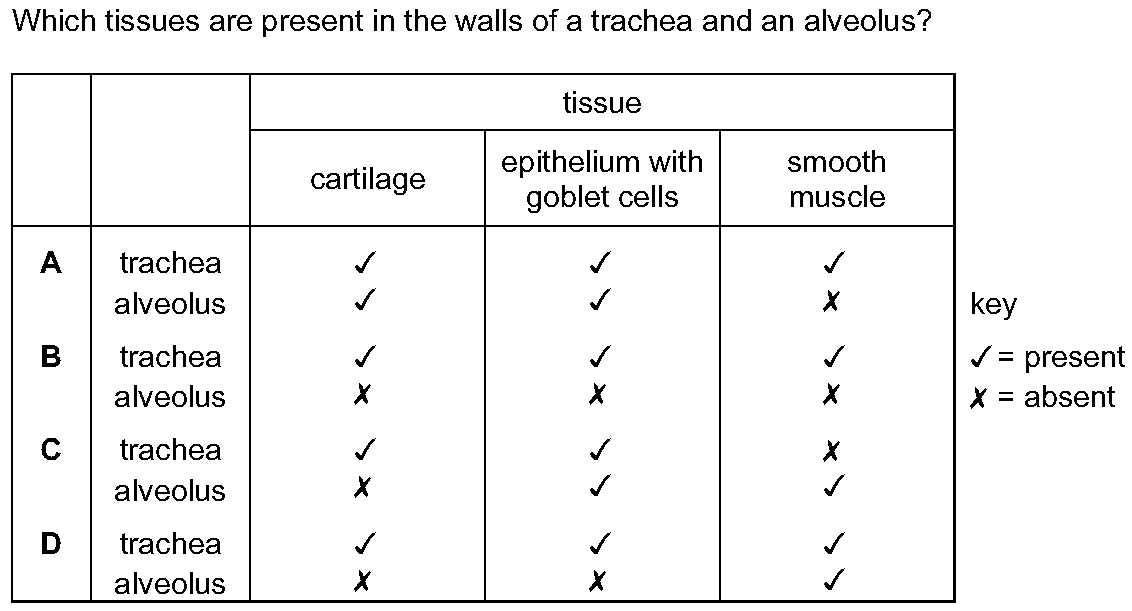 Which tissues are present in the walls of a trachea and an alveolus?
tissue
cartilage epithelium with goblet cells smooth muscle
A trachea ✓ ✓ ✓
alveolus ✓ ✓ ✗
key
B trachea ✓ ✓ ✓
✓ = present
alveolus ✗ ✗ ✗
✗ = absent
C trachea ✓ ✓ ✗
alveolus ✗ ✓ ✓
D trachea ✓ ✓ ✓
alveolus ✗ ✗ ✓